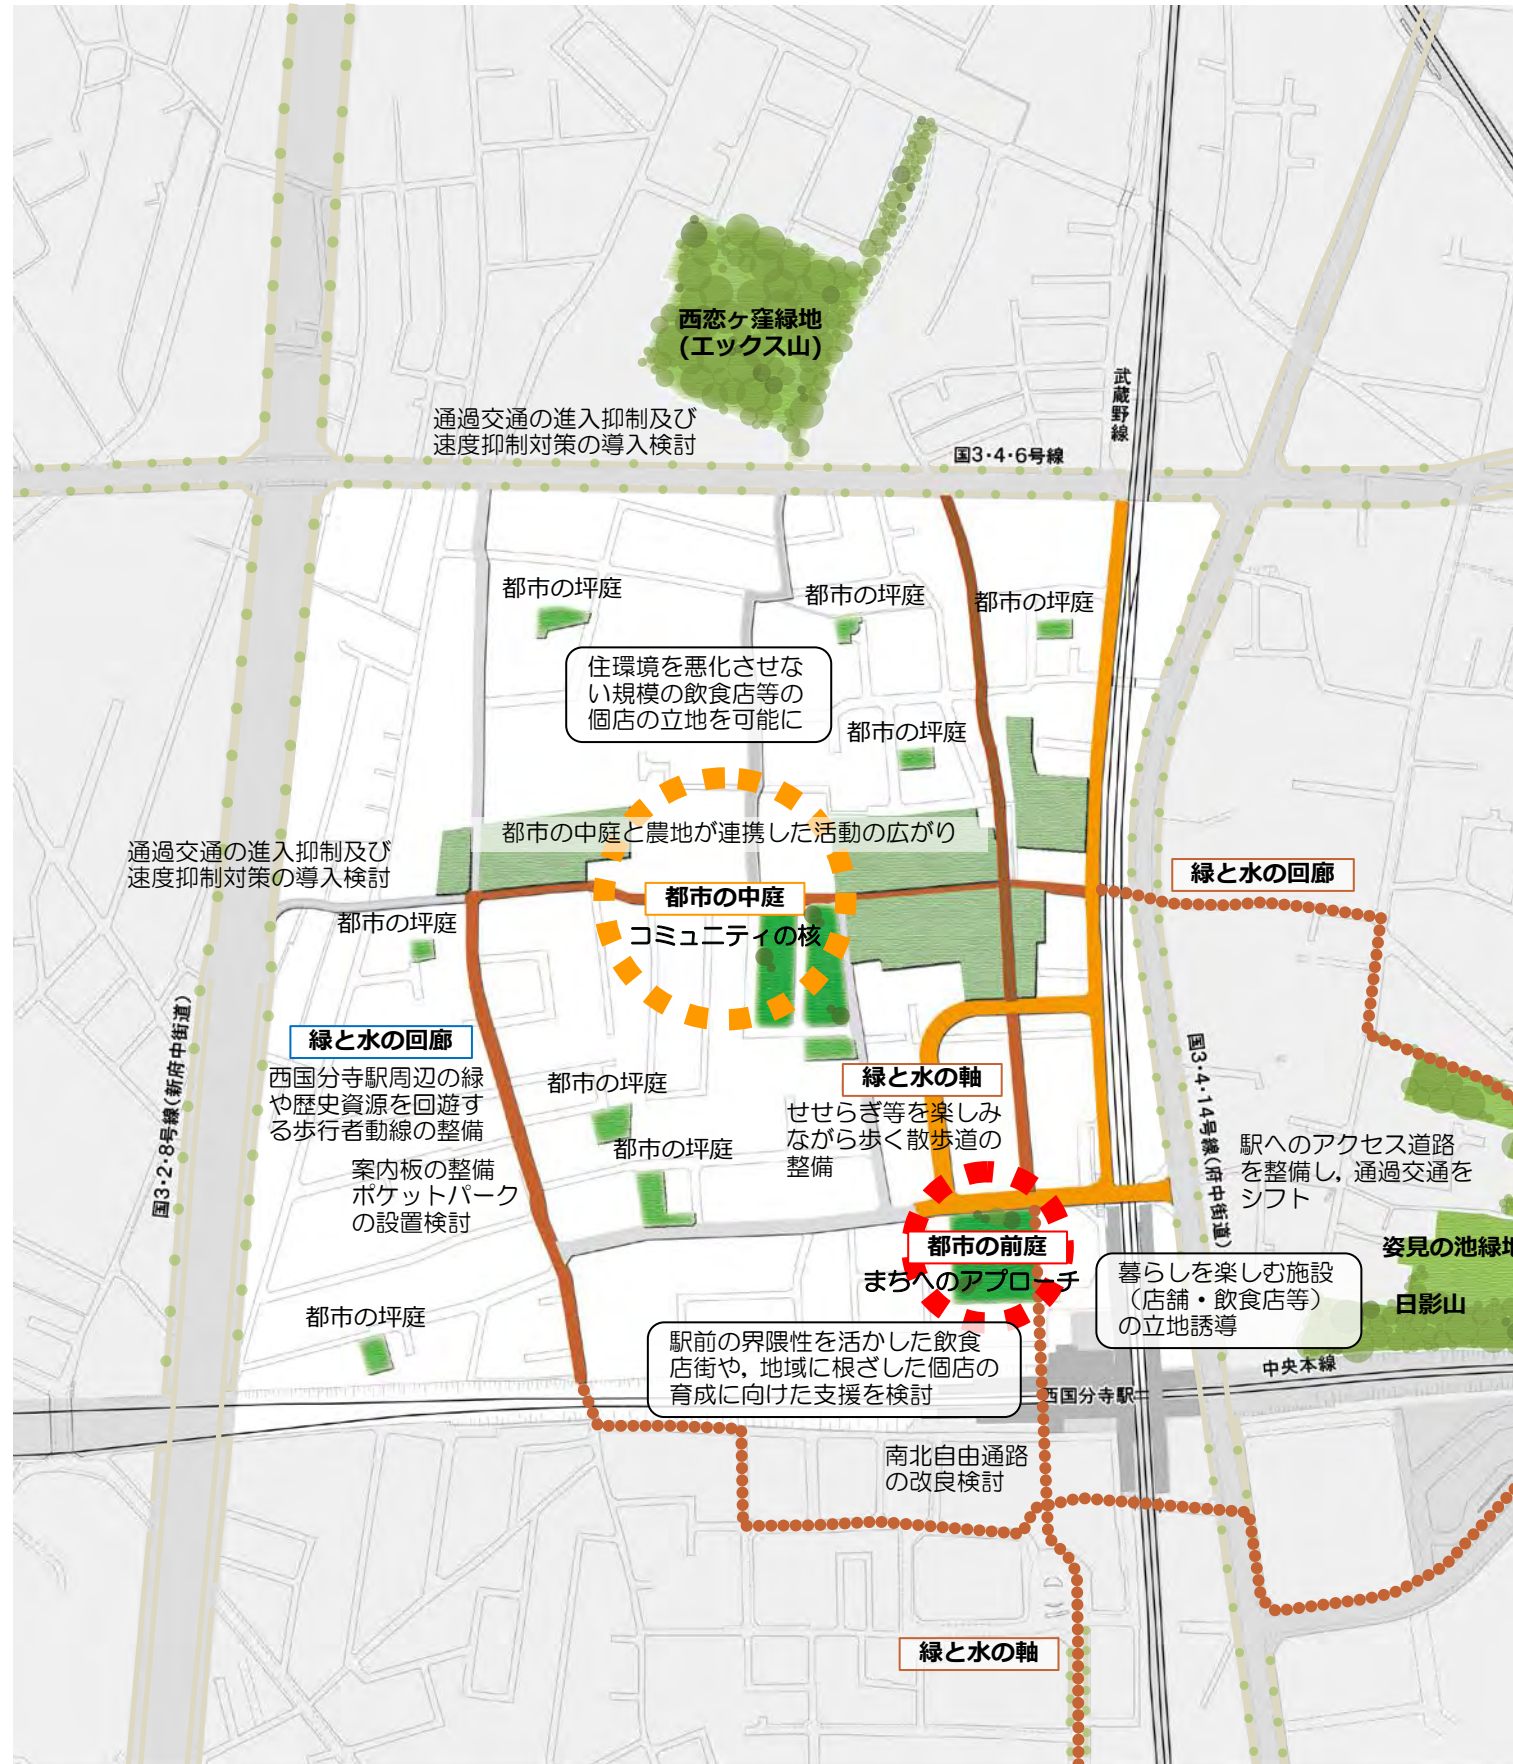 西恋ヶ窪緑地
(エックス山)
武蔵野線
通過交通の進入抑制及び
速度抑制対策の導入検討
国3・4・6号線
都市の坪庭
都市の坪庭
都市の坪庭
住環境を悪化させな
い規模の飲食店等の
個店の立地を可能に
都市の坪庭
都市の中庭と農地が連携した活動の広がり
通過交通の進入抑制及び
速度抑制対策の導入検討
緑と水の回廊
都市の中庭
コミュニティの核
都市の坪庭
国3・2・8号線(新府中街道)
緑と水の回廊
西国分寺駅周辺の緑
や歴史資源を回遊す
る歩行者動線の整備
案内板の整備
ポケットパーク
の設置検討
都市の坪庭
都市の坪庭
緑と水の軸
せせらぎ等を楽しみ
ながら歩く散歩道の
整備
国3・4・14号線(府中街道)
駅へのアクセス道路
を整備し，通過交通を
シフト
都市の前庭
まちへのアプローチ
姿見の池緑地
日影山
暮らしを楽しむ施設
（店舗・飲食店等）
の立地誘導
都市の坪庭
駅前の界隈性を活かした飲食
店街や，地域に根ざした個店の
育成に向けた支援を検討
中央本線
西国分寺駅
南北自由通路
の改良検討
緑と水の軸